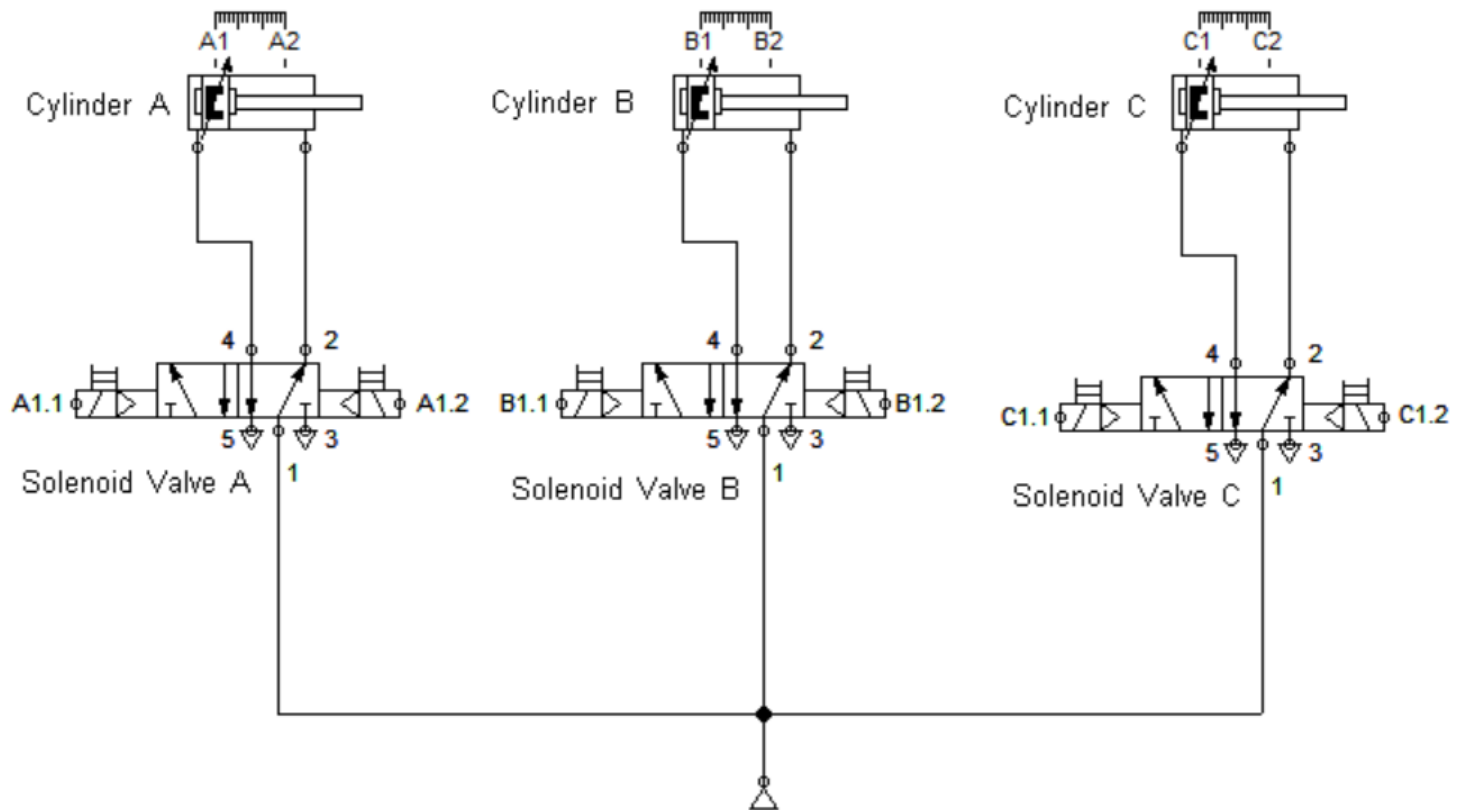 A1 A2 B1 B2 C1 C2
Cylinder A Cylinder B Cylinder C
4 2 4 2 4 2
A1.1 A1.2 B1.1 B1.2 C1.1 C1.2
5 3 5 3 5 3
Solenoid Valve A 1 Solenoid Valve B 1 Solenoid Valve C 1